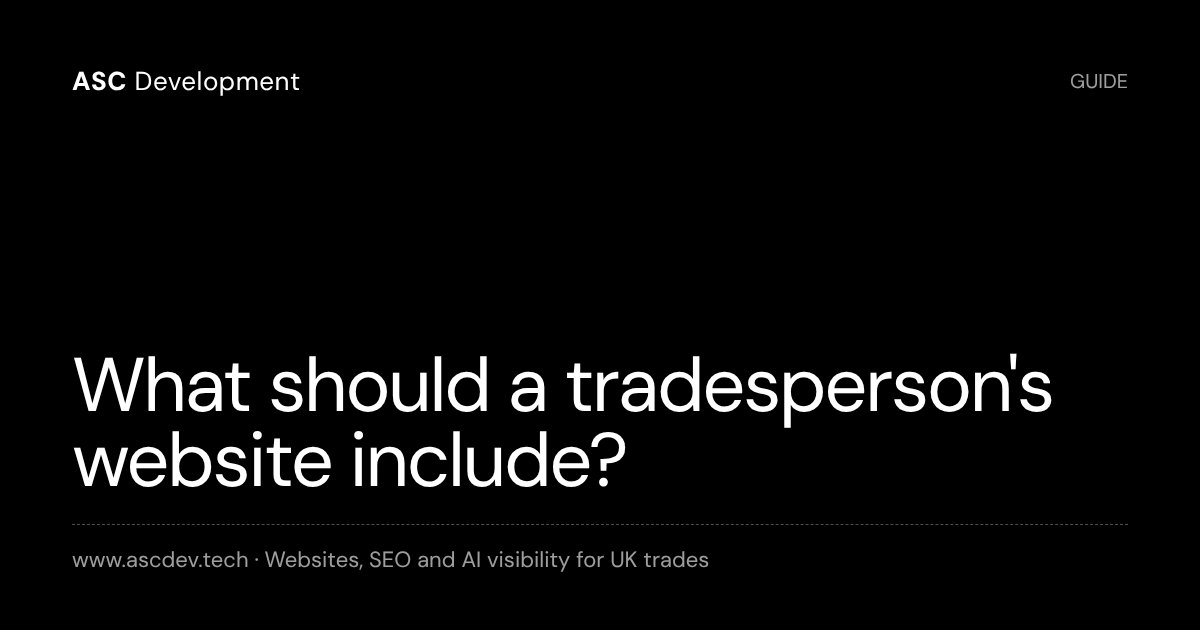 ASC Development
GUIDE
What should a tradesperson's
website include?
www.ascdev.tech · Websites, SEO and AI visibility for UK trades